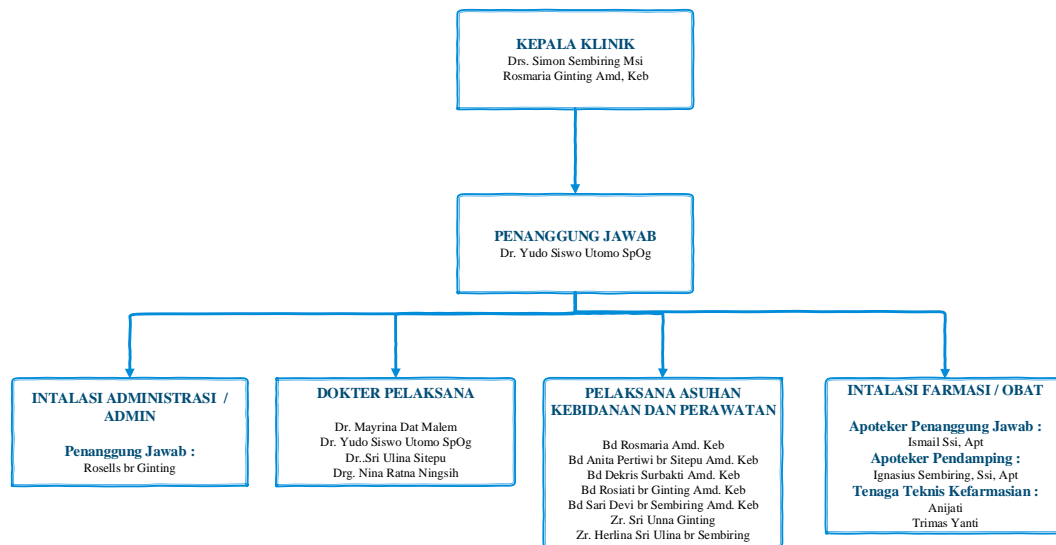 KEPALA KLINIK
Drs. Simon Sembiring Msi
Rosmaria Ginting Amd, Keb
PENANGGUNG JAWAB
Dr. Yudo Siswo Utomo SpOg
INTALASI ADMINISTRASI /
ADMIN
Penanggung Jawab :
Rosells br Ginting
DOKTER PELAKSANA
Dr. Mayrina Dat Malem
Dr. Yudo Siswo Utomo SpOg
Dr..Sri Ulina Sitepu
Drg. Nina Ratna Ningsih
PELAKSANA ASUHAN
KEBIDANAN DAN PERAWATAN
Bd Rosmaria Amd. Keb
Bd Anita Pertiwi br Sitepu Amd. Keb
Bd Dekris Surbakti Amd. Keb
Bd Rosiati br Ginting Amd. Keb
Bd Sari Devi br Sembiring Amd. Keb
Zr. Sri Unna Ginting
Zr. Herlina Sri Ulina br Sembiring
INTALASI FARMASI / OBAT
Apoteker Penanggung Jawab :
Ismail Ssi, Apt
Apoteker Pendamping :
Ignasius Sembiring, Ssi, Apt
Tenaga Teknis Kefarmasian :
Anijati
Trimas Yanti